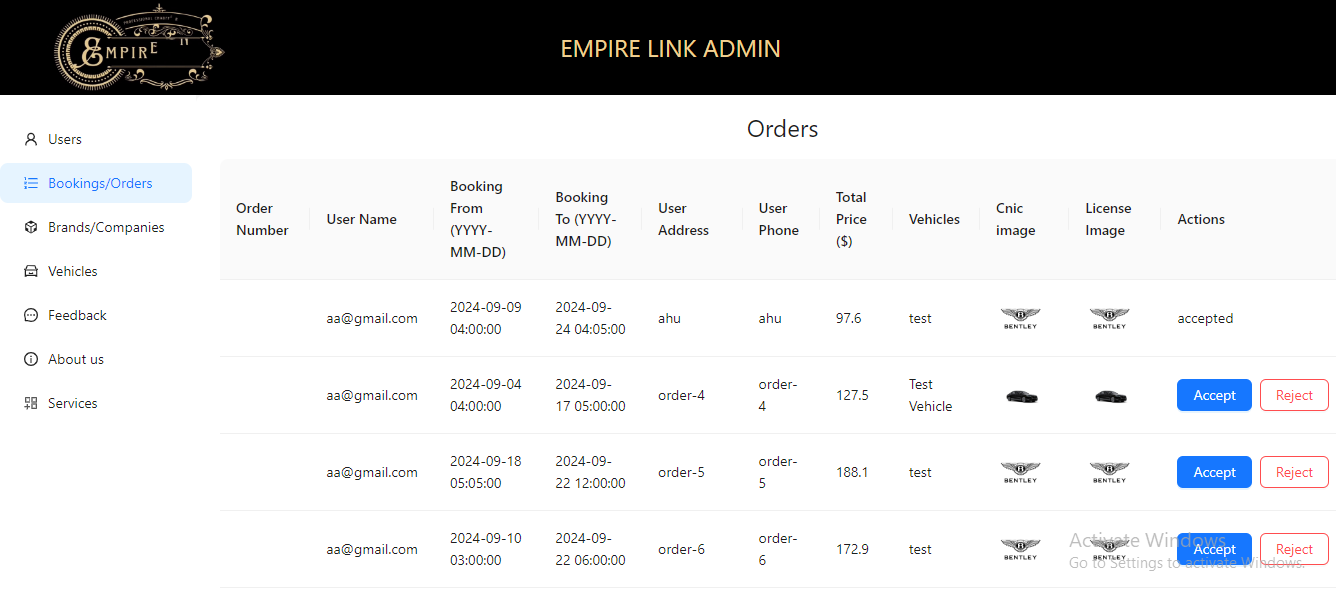 PROFESSIONAL CHARTY
EMPIRE
EMPIRE LINK ADMIN
Users
Bookings/Orders
Brands/Companies
Vehicles
Feedback
About us
Services
Orders
Order
Number
User Name
Booking
From
(YYYY-
MM-DD)
Booking
To (YYYY-
MM-DD)
User
Address
User
Phone
Total
Price
($)
Vehicles
Cnic
image
License
Image
Actions
aa@gmail.com
2024-09-09
04:00:00
2024-09-
24 04:05:00
ahu
ahu
97.6
test
BENTLEY
BENTLEY
accepted
aa@gmail.com
2024-09-04
04:00:00
2024-09-
17 05:00:00
order-4
order-
4
127.5
Test
Vehicle
Accept
Reject
aa@gmail.com
2024-09-18
05:05:00
2024-09-
22 12:00:00
order-5
order-
5
188.1
test
BENTLEY
BENTLEY
Accept
Reject
aa@gmail.com
2024-09-10
03:00:00
2024-09-
22 06:00:00
order-6
order-
6
172.9
test
BENTLEY
BENTLEY
Accept
Reject
Activate Windows
Go to Settings to activate Windows.